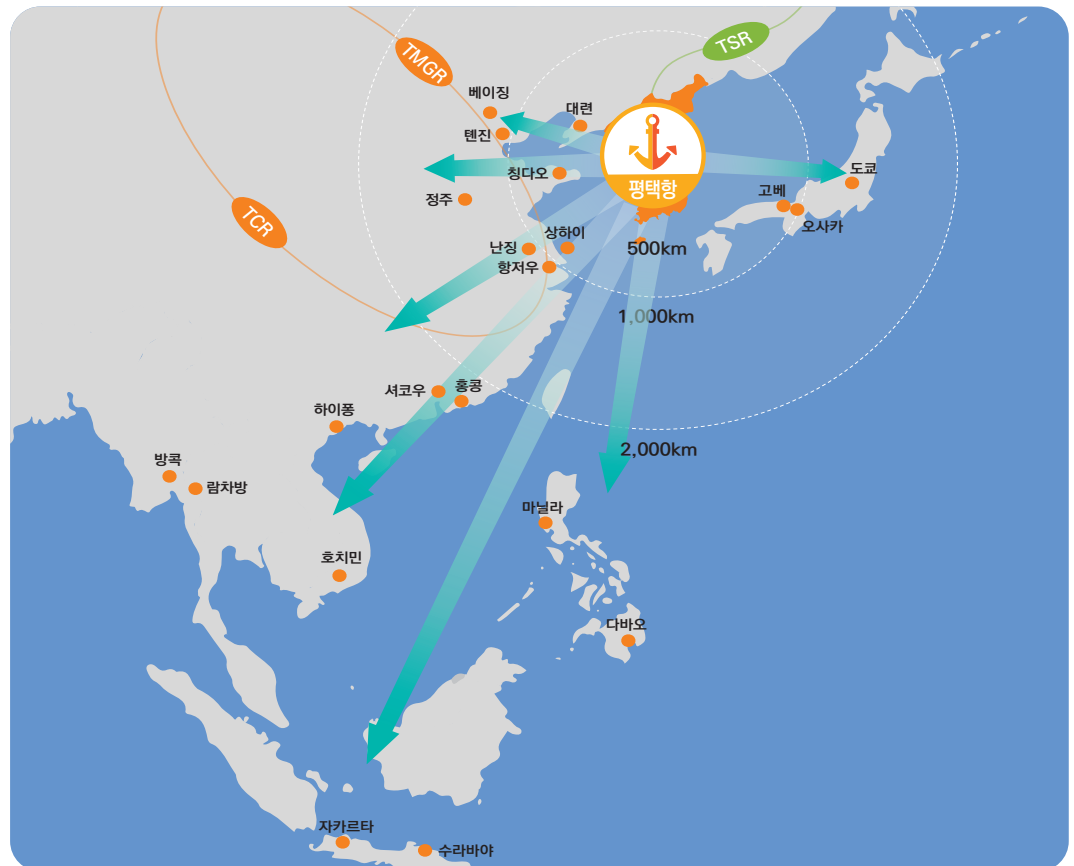 TSR
TMGR
베이징
대련
톈진
도쿄
칭다오
평택항
고베
정주
TCR
오사카
상하이
난징
500km
항저우
1,000km
셔코우
홍콩
하이퐁
2,000km
방콕
람차방
마닐라
호치민
다바오
자카르타
수라바야